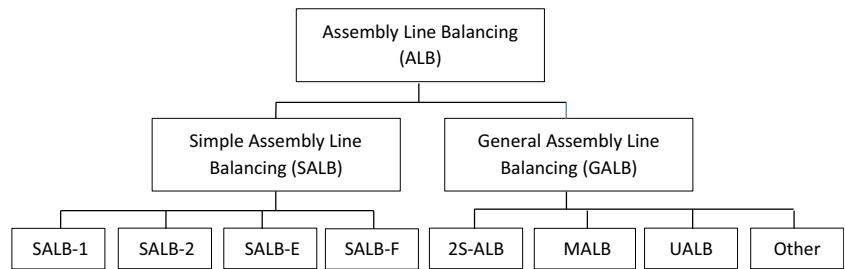 Assembly Line Balancing
(ALB)
Simple Assembly Line
Balancing (SALB)
General Assembly Line
Balancing (GALB)
SALB-1
SALB-2
SALB-E
SALB-F
2S-ALB
MALB
UALB
Other